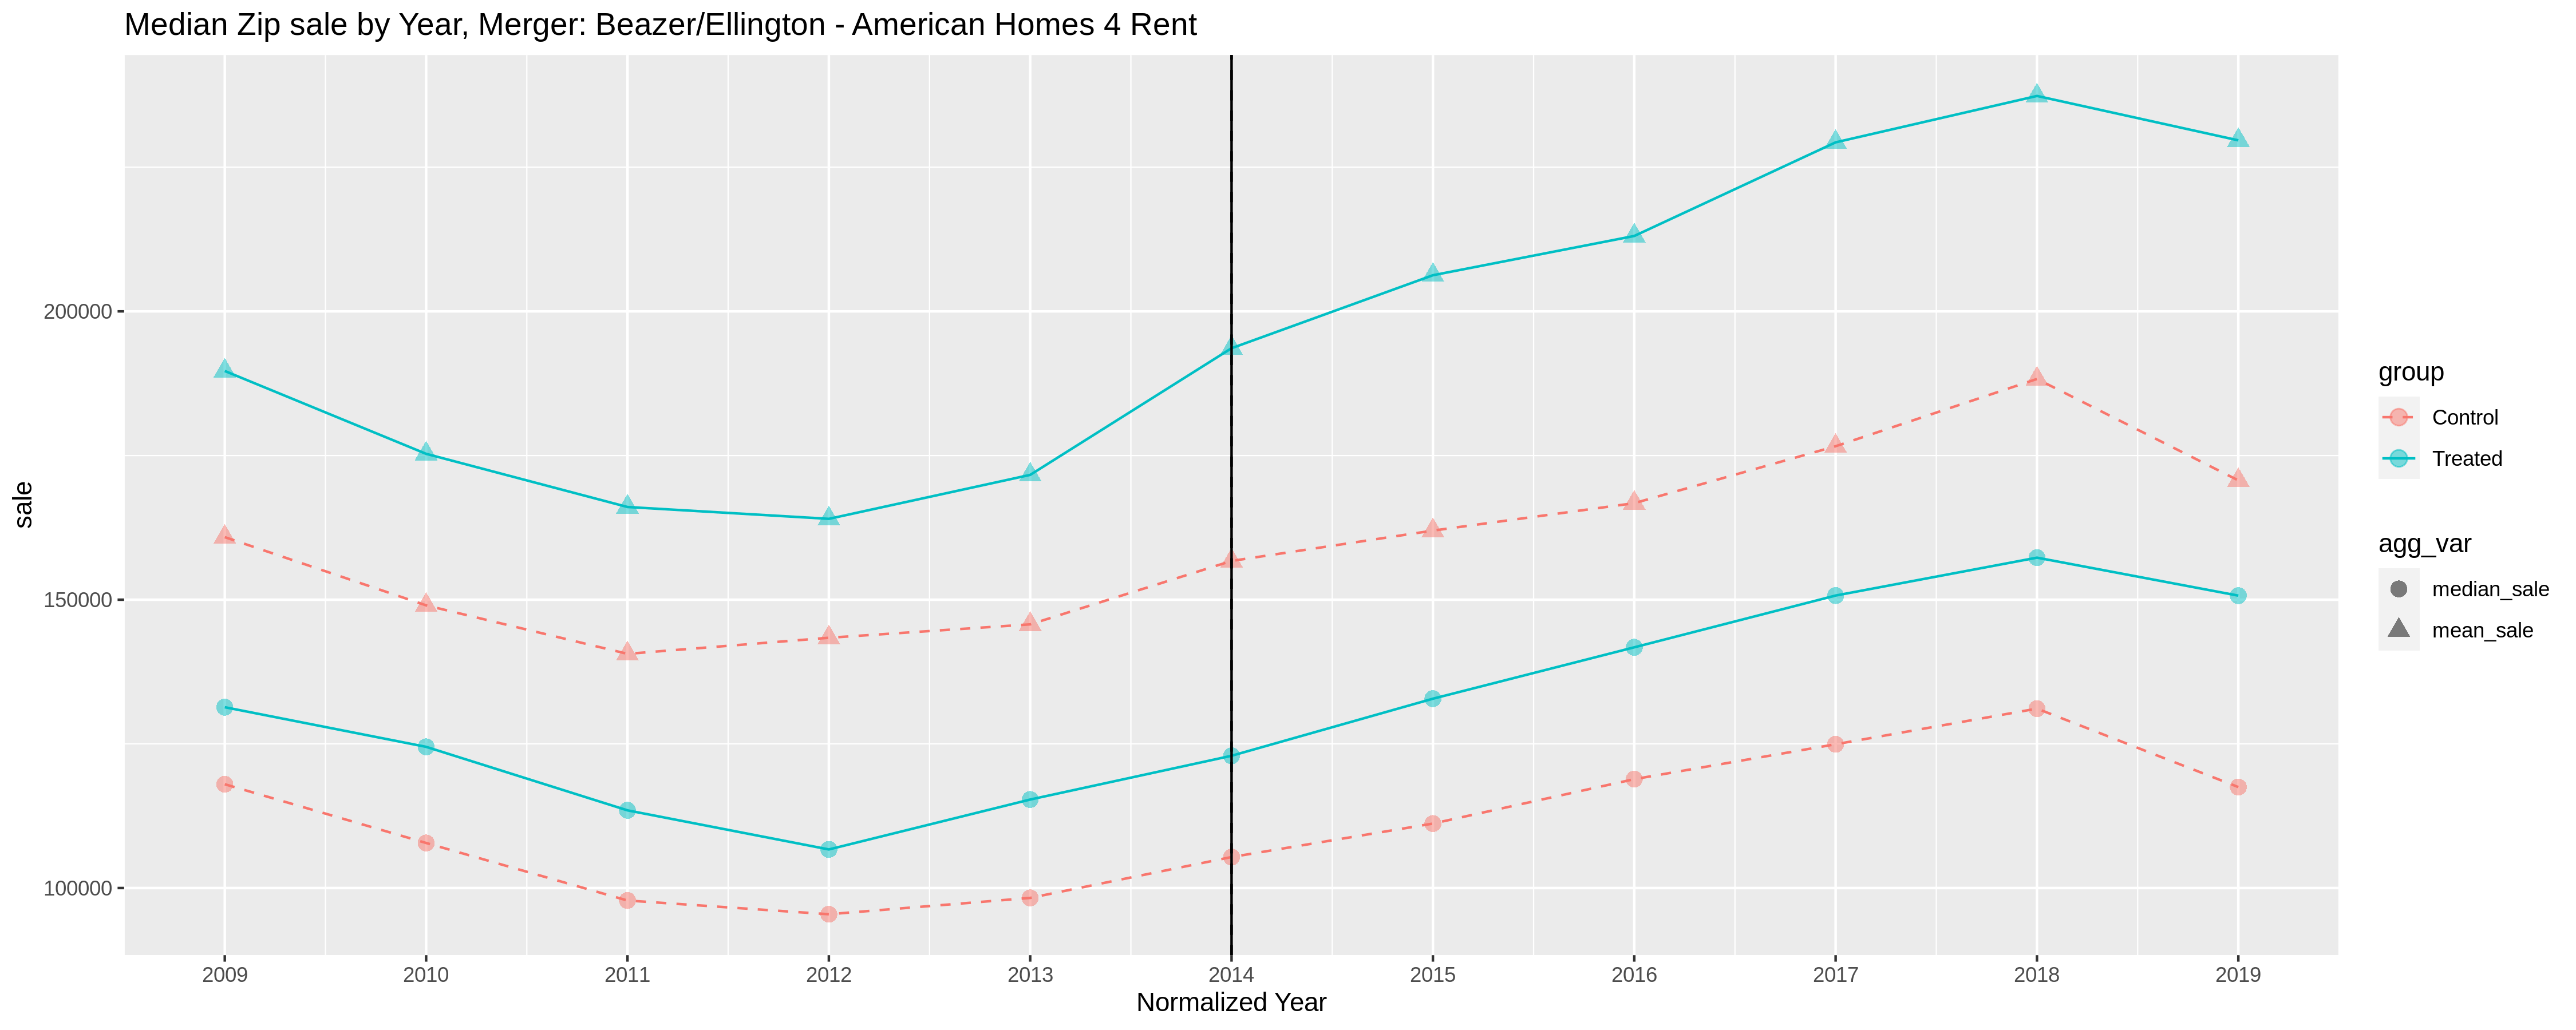 Median Zip sale by Year, Merger: Beazer/Ellington - American Homes 4 Rent
sale
200000
150000
100000
2009 2010 2011 2012 2013 2014 2015 2016 2017 2018 2019
Normalized Year
group
Control
Treated
agg_var
median_sale
mean_sale